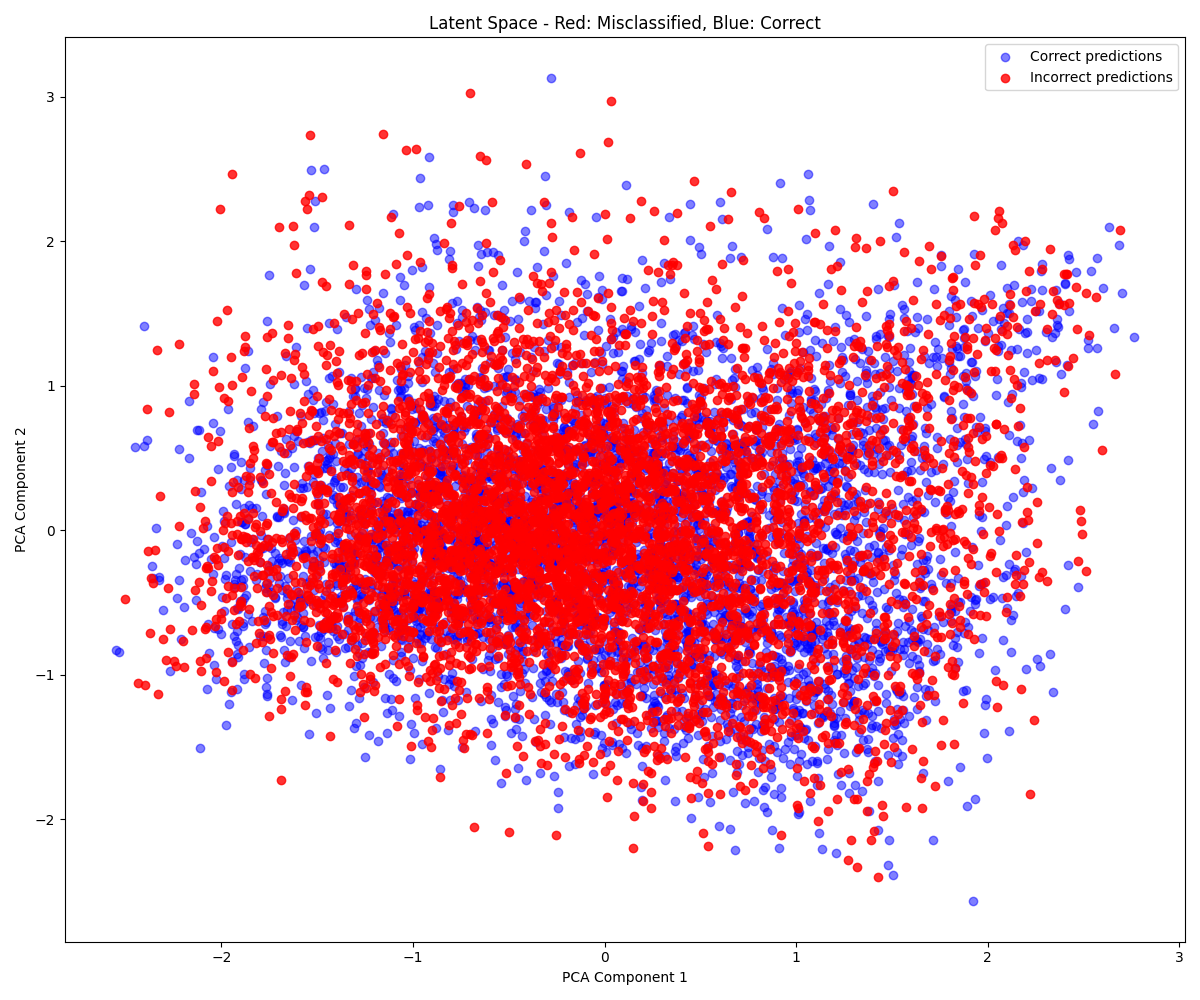 Latent Space - Red: Misclassified, Blue: Correct
Correct predictions
Incorrect predictions
3
2
1
0
−1
−2
PCA Component 2
−2
−1
0
1
2
3
PCA Component 1